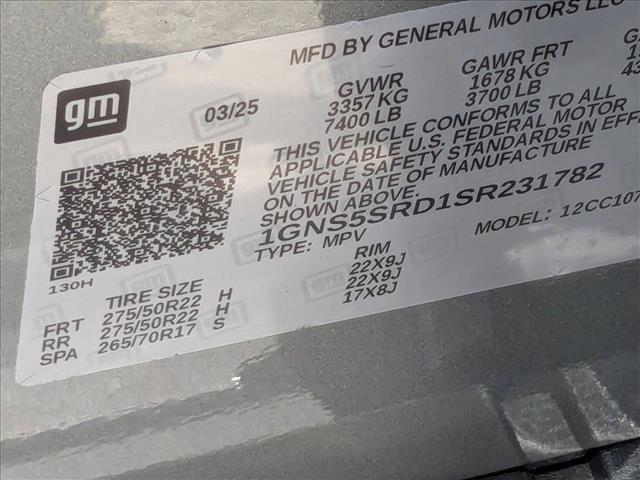 MFD BY GENERAL MOTORS LLC
gm
03/25
GVWR
3357 KG
7400 LB
GAWR FRT
1678 KG
3700 LB
THIS VEHICLE CONFORMS TO ALL
APPLICABLE U.S. FEDERAL MOTOR
VEHICLE SAFETY STANDARDS IN EFF
ON THE DATE OF MANUFACTURE
SHOWN ABOVE.
1GNS5SRD1SR231782
TYPE: MPV
MODEL: 12CC107
130H
TIRE SIZE
RIM
FRT 275/50R22 H 22X9J
RR 275/50R22 H 22X9J
SPA 265/70R17 S 17X8J